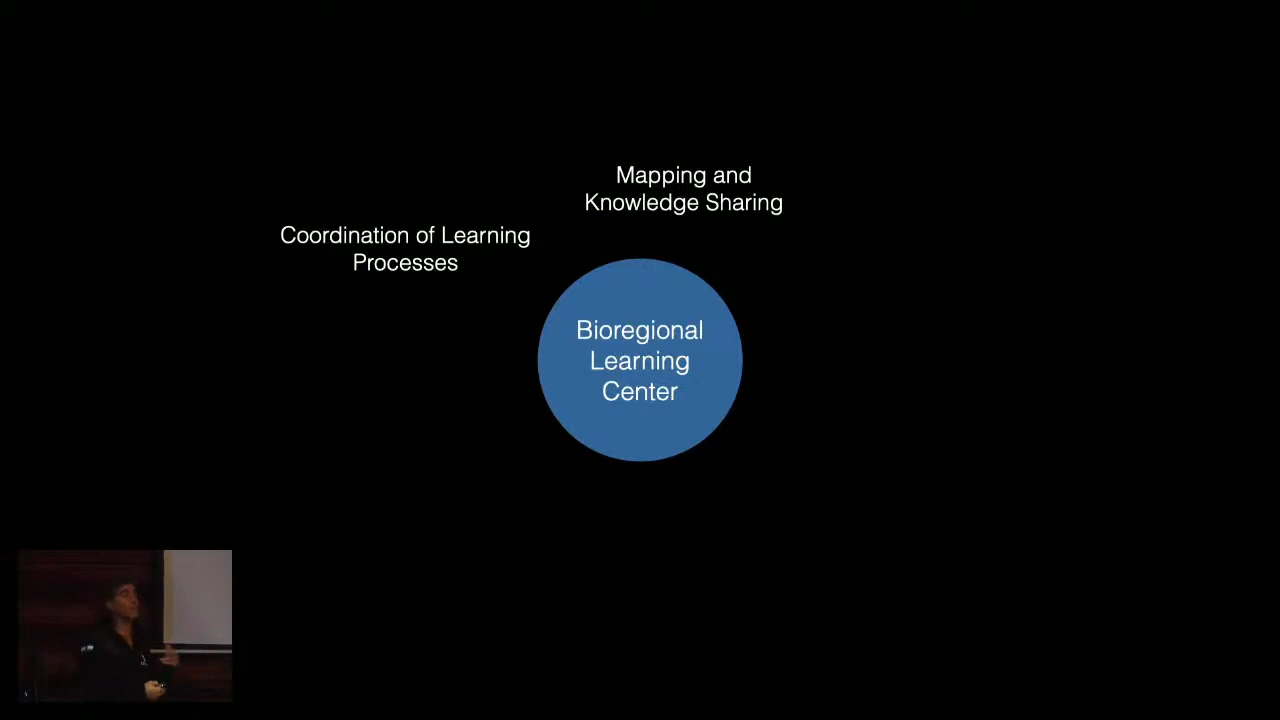 Mapping and
Knowledge Sharing
Coordination of Learning
Processes
Bioregional
Learning
Center